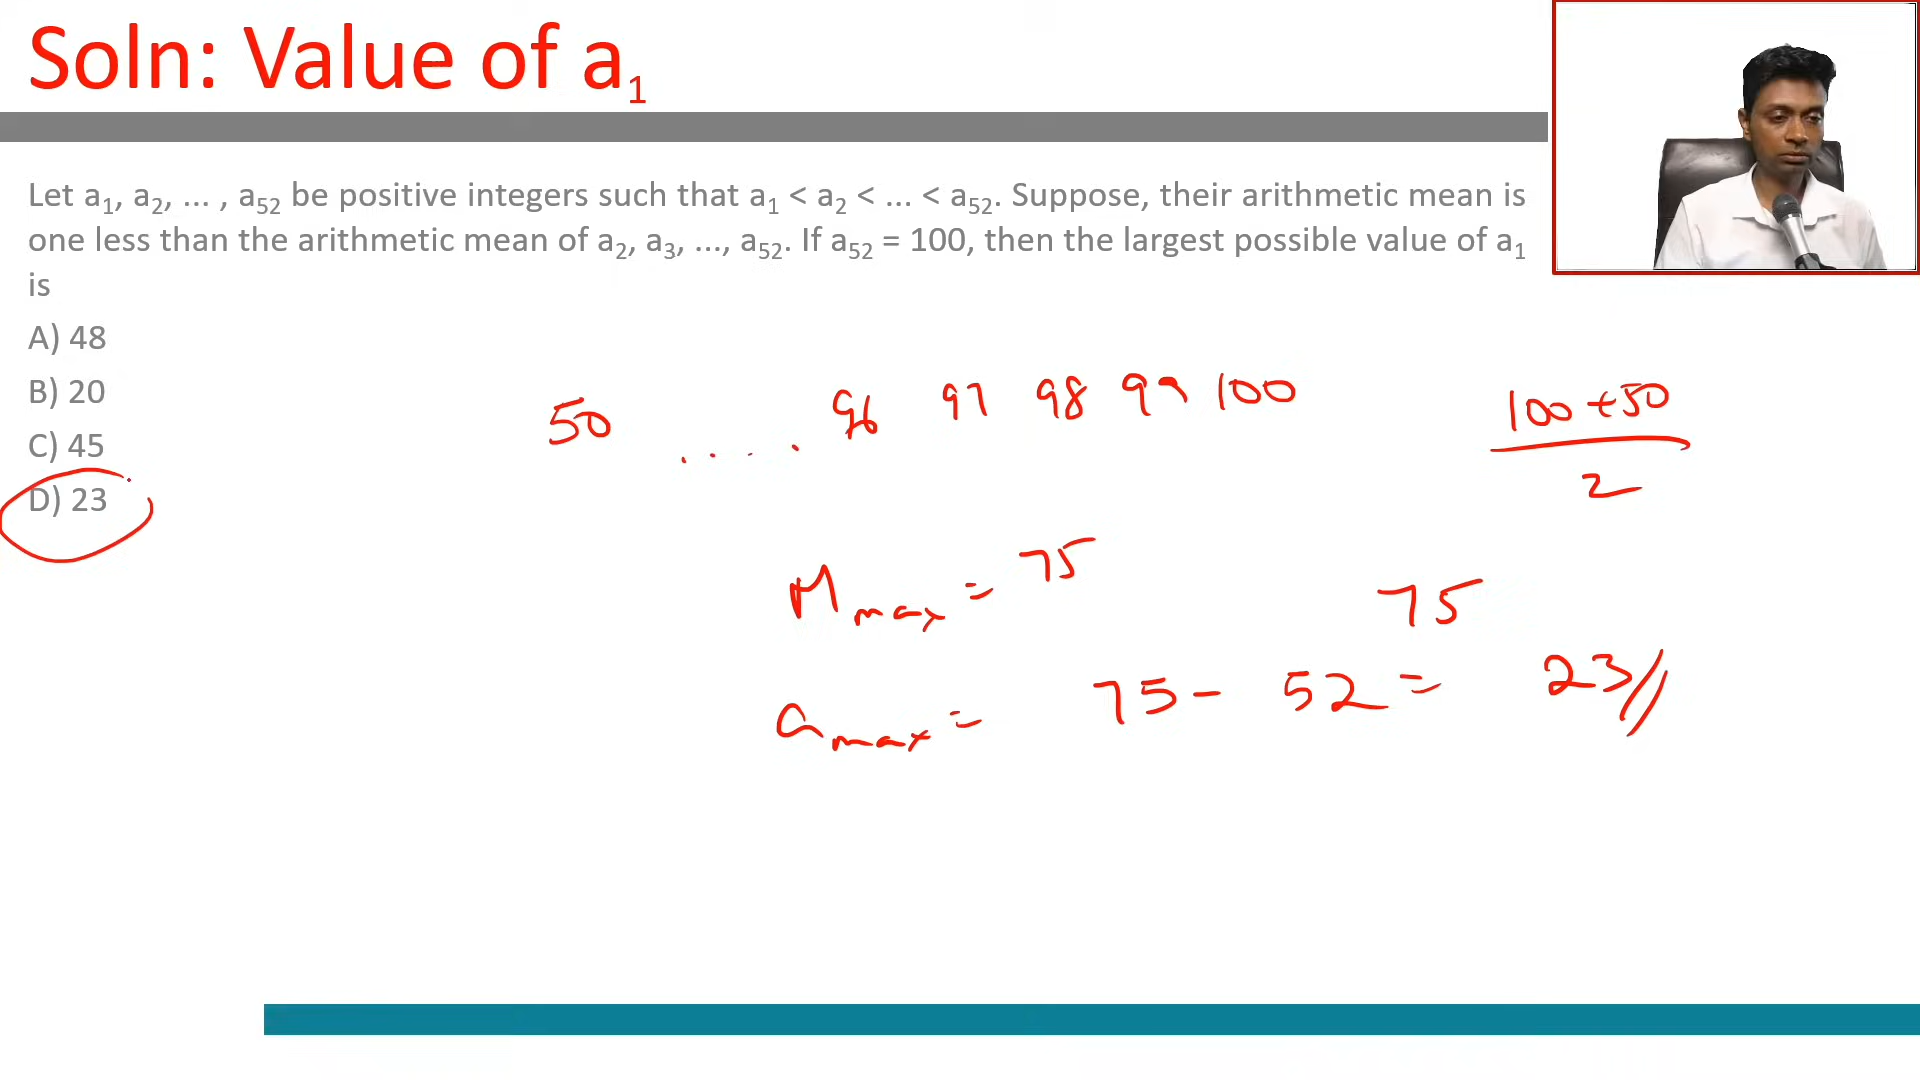 Soln: Value of a1
Let a1, a2, ... , a52 be positive integers such that a1 < a2 < ... < a52. Suppose, their arithmetic mean is
one less than the arithmetic mean of a2, a3, ..., a52. If a52 = 100, then the largest possible value of a1
is
A) 48
B) 20
C) 45
D) 23
50 .... 96 97 98 99 100
100 + 50
2
Mmax = 75
75
amax = 75 - 52 = 23//